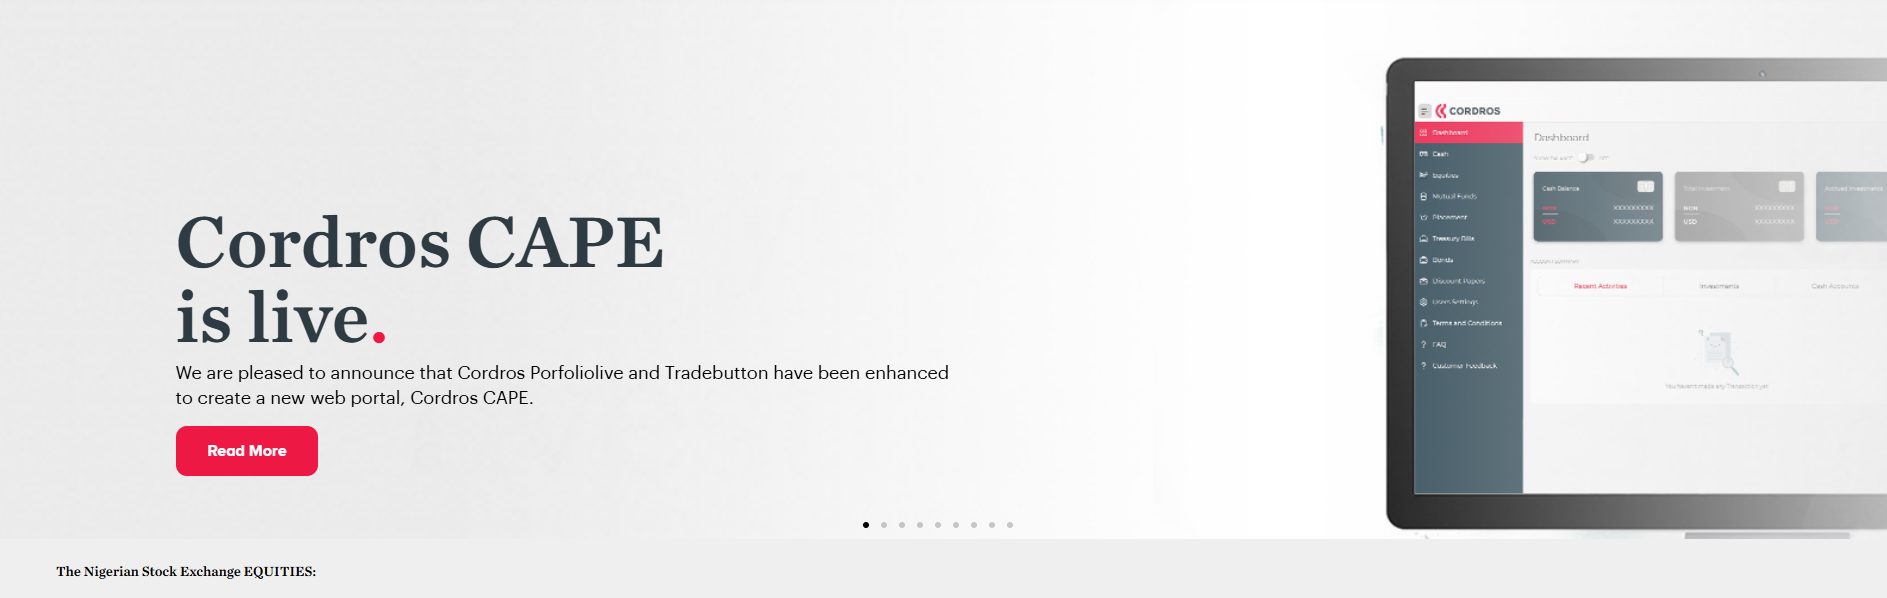 Cordros CAPE
is live.
We are pleased to announce that Cordros Porfoliolive and Tradebutton have been enhanced
to create a new web portal, Cordros CAPE.
Read More
CORDROS
Dashboard
Cash
Equities
Mutual Funds
Placement
Treasury Bills
Bonds
Discount Papers
Users Settings
Terms and Conditions
FAQ
Customer Feedback
Dashboard
Cash Balance
NGN XXXXXXXXX
USD XXXXXXXXX
Total Investment
NGN XXXXXXXXX
USD XXXXXXXXX
Accrued Investments
NGN
USD
Recent Activities
Investments
Cash Accounts
You haven't made any Transaction yet
The Nigerian Stock Exchange EQUITIES: